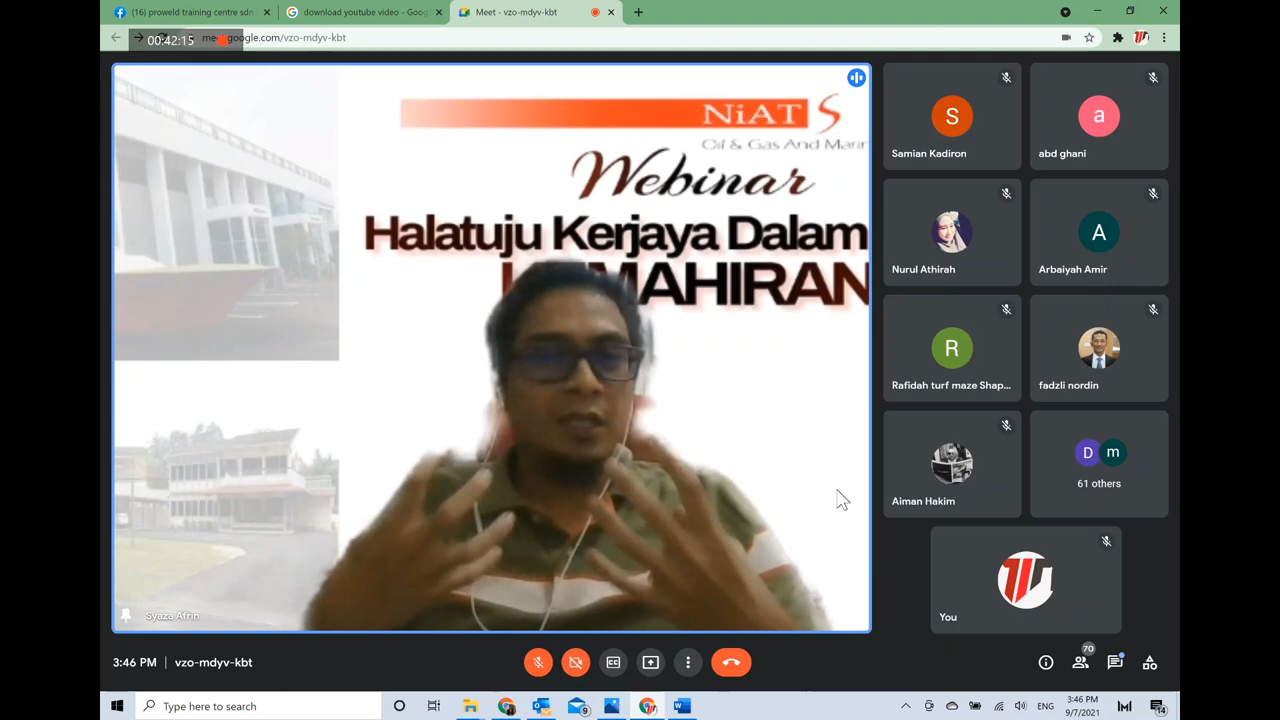 (16) proweld training centre sdn
download youtube video - Goog
Meet - vzo-mdyv-kbt
00:42:15
google.com/vzo-mdyv-kbt
NiAT S
Oil & Gas And Marin
Webinar
Halatuju Kerjaya Dalam
MAHIRAN
Syaza Afrin
Samian Kadiron
abd ghani
a
S
Nurul Athirah
A
Arbaiyah Amir
R
Rafidah turf maze Shap...
fadzli nordin
Aiman Hakim
D m
61 others
You
3:46 PM
vzo-mdyv-kbt
70
Type here to search
9
ENG
3:46 PM
9/7/2021
14